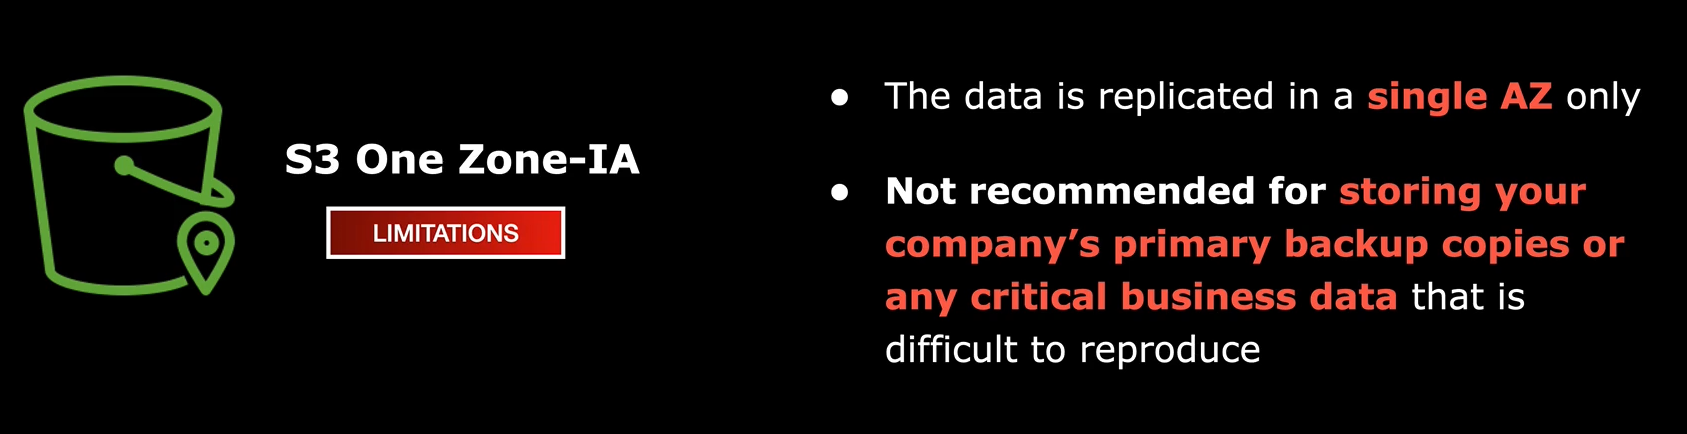 S3 One Zone-IA
LIMITATIONS
● The data is replicated in a single AZ only
● Not recommended for storing your
company’s primary backup copies or
any critical business data that is
difficult to reproduce